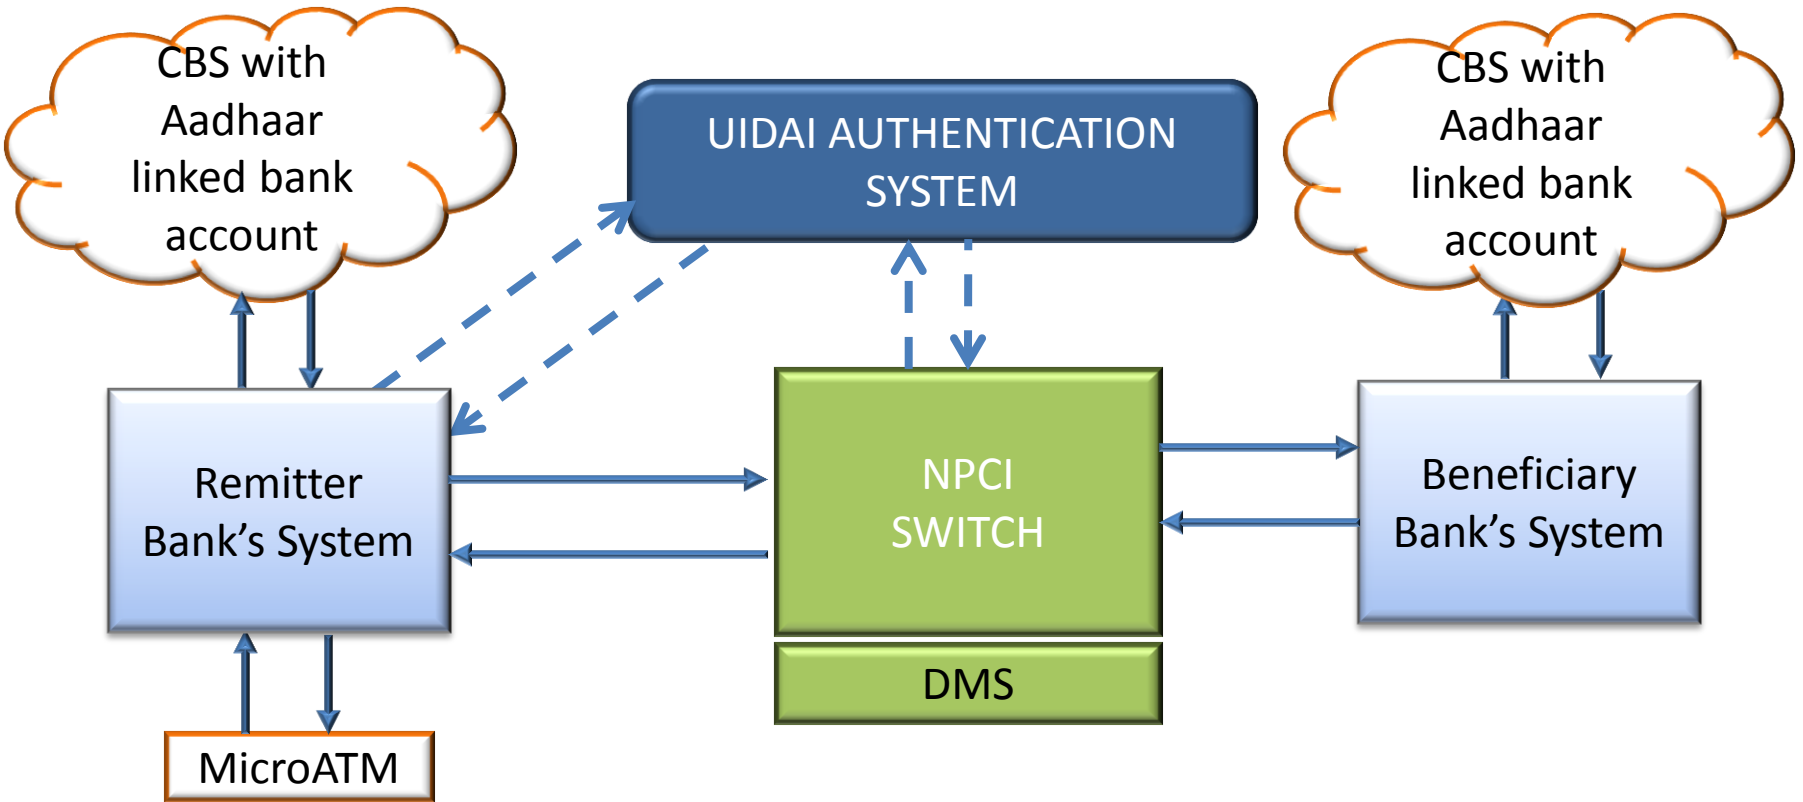 CBS with
Aadhaar
linked bank
account
UIDAI AUTHENTICATION
SYSTEM
CBS with
Aadhaar
linked bank
account
Remitter
Bank’s System
NPCI
SWITCH
Beneficiary
Bank’s System
DMS
MicroATM